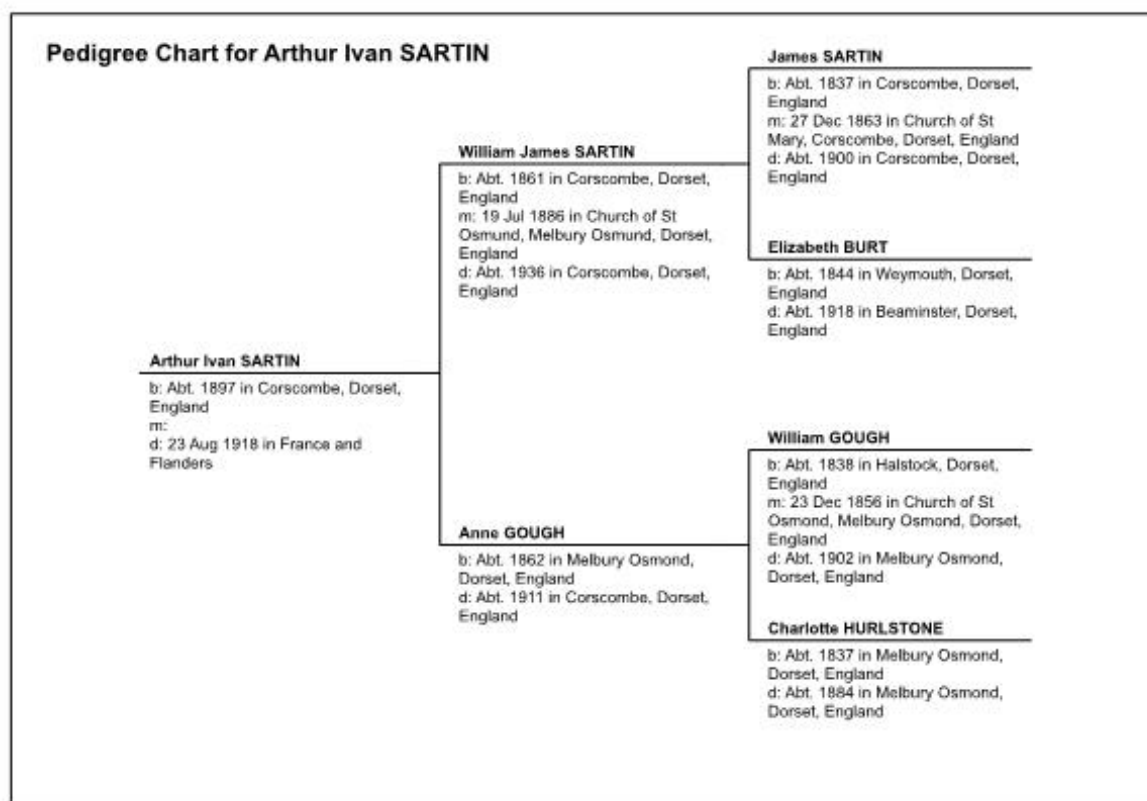 Pedigree Chart for Arthur Ivan SARTIN
James SARTIN
b: Abt. 1837 in Corscombe, Dorset,
England
m: 27 Dec 1863 in Church of St
Mary, Corscombe, Dorset, England
d: Abt. 1900 in Corscombe, Dorset,
England
William James SARTIN
b: Abt. 1861 in Corscombe, Dorset,
England
m: 19 Jul 1886 in Church of St
Osmund, Melbury Osmund, Dorset,
England
d: Abt. 1936 in Corscombe, Dorset,
England
Elizabeth BURT
b: Abt. 1844 in Weymouth, Dorset,
England
d: Abt. 1918 in Beaminster, Dorset,
England
Arthur Ivan SARTIN
b: Abt. 1897 in Corscombe, Dorset,
England
m:
d: 23 Aug 1918 in France and
Flanders
William GOUGH
b: Abt. 1838 in Halstock, Dorset,
England
m: 23 Dec 1856 in Church of St
Osmond, Melbury Osmond, Dorset,
England
d: Abt. 1902 in Melbury Osmond,
Dorset, England
Anne GOUGH
b: Abt. 1862 in Melbury Osmond,
Dorset, England
d: Abt. 1911 in Corscombe, Dorset,
England
Charlotte HURLSTONE
b: Abt. 1837 in Melbury Osmond,
Dorset, England
d: Abt. 1884 in Melbury Osmond,
Dorset, England